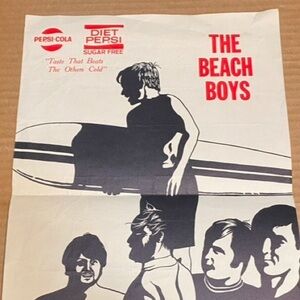 PEPSI-COLA
DIET
PEPSI
SUGAR FREE
"Taste That Beats
The Others Cold"
THE
BEACH
BOYS